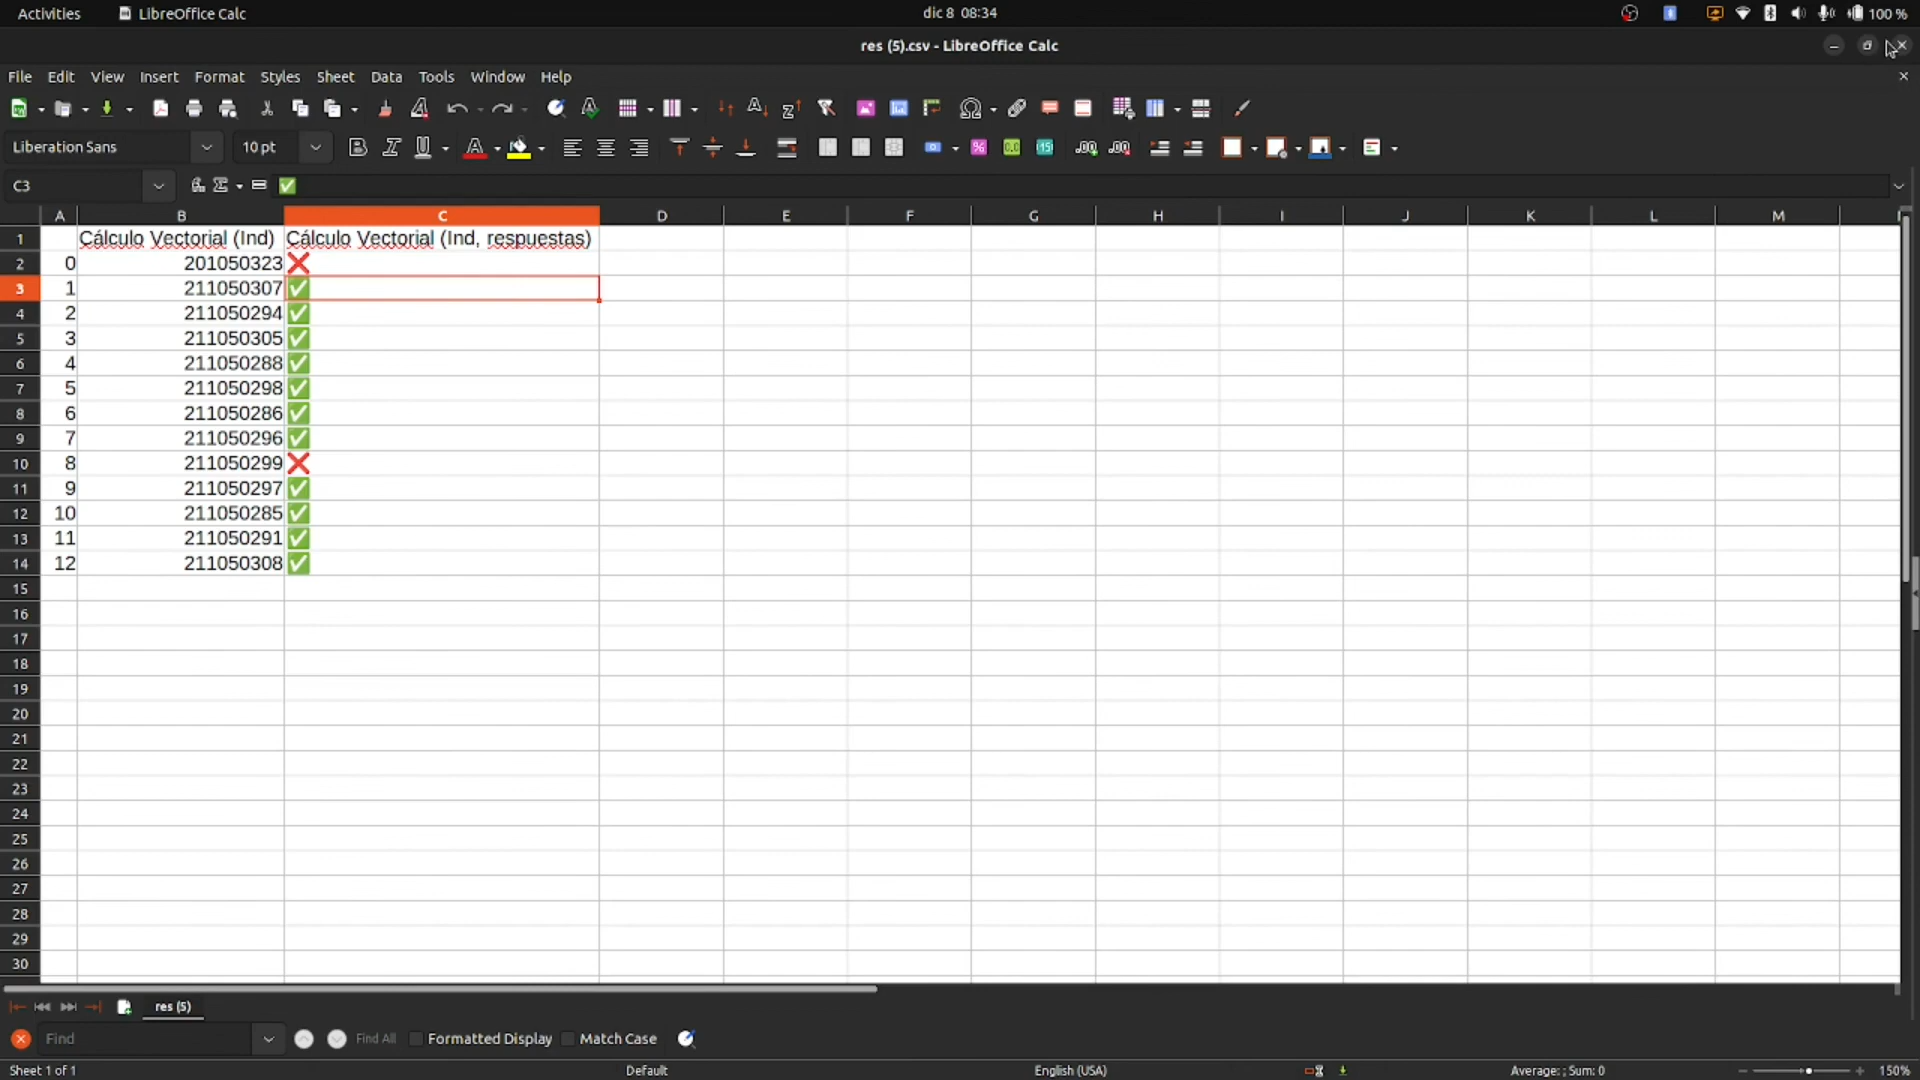 Activities LibreOffice Calc dic 8 08:34 100 %
res (5).csv - LibreOffice Calc
File Edit View Insert Format Styles Sheet Data Tools Window Help
Liberation Sans 10 pt
C3 ✅
A B C D E F G H I J K L M
1 Cálculo Vectorial (Ind) Cálculo Vectorial (Ind, respuestas)
2 0 201050323 ❌
3 1 211050307 ✅
4 2 211050294 ✅
5 3 211050305 ✅
6 4 211050288 ✅
7 5 211050298 ✅
8 6 211050286 ✅
9 7 211050296 ✅
10 8 211050299 ❌
11 9 211050297 ✅
12 10 211050285 ✅
13 11 211050291 ✅
14 12 211050308 ✅
15
16
17
18
19
20
21
22
23
24
25
26
27
28
29
30
res (5)
Find Find All Formatted Display Match Case
Sheet 1 of 1 Default English (USA) Average: ; Sum: 0 150%